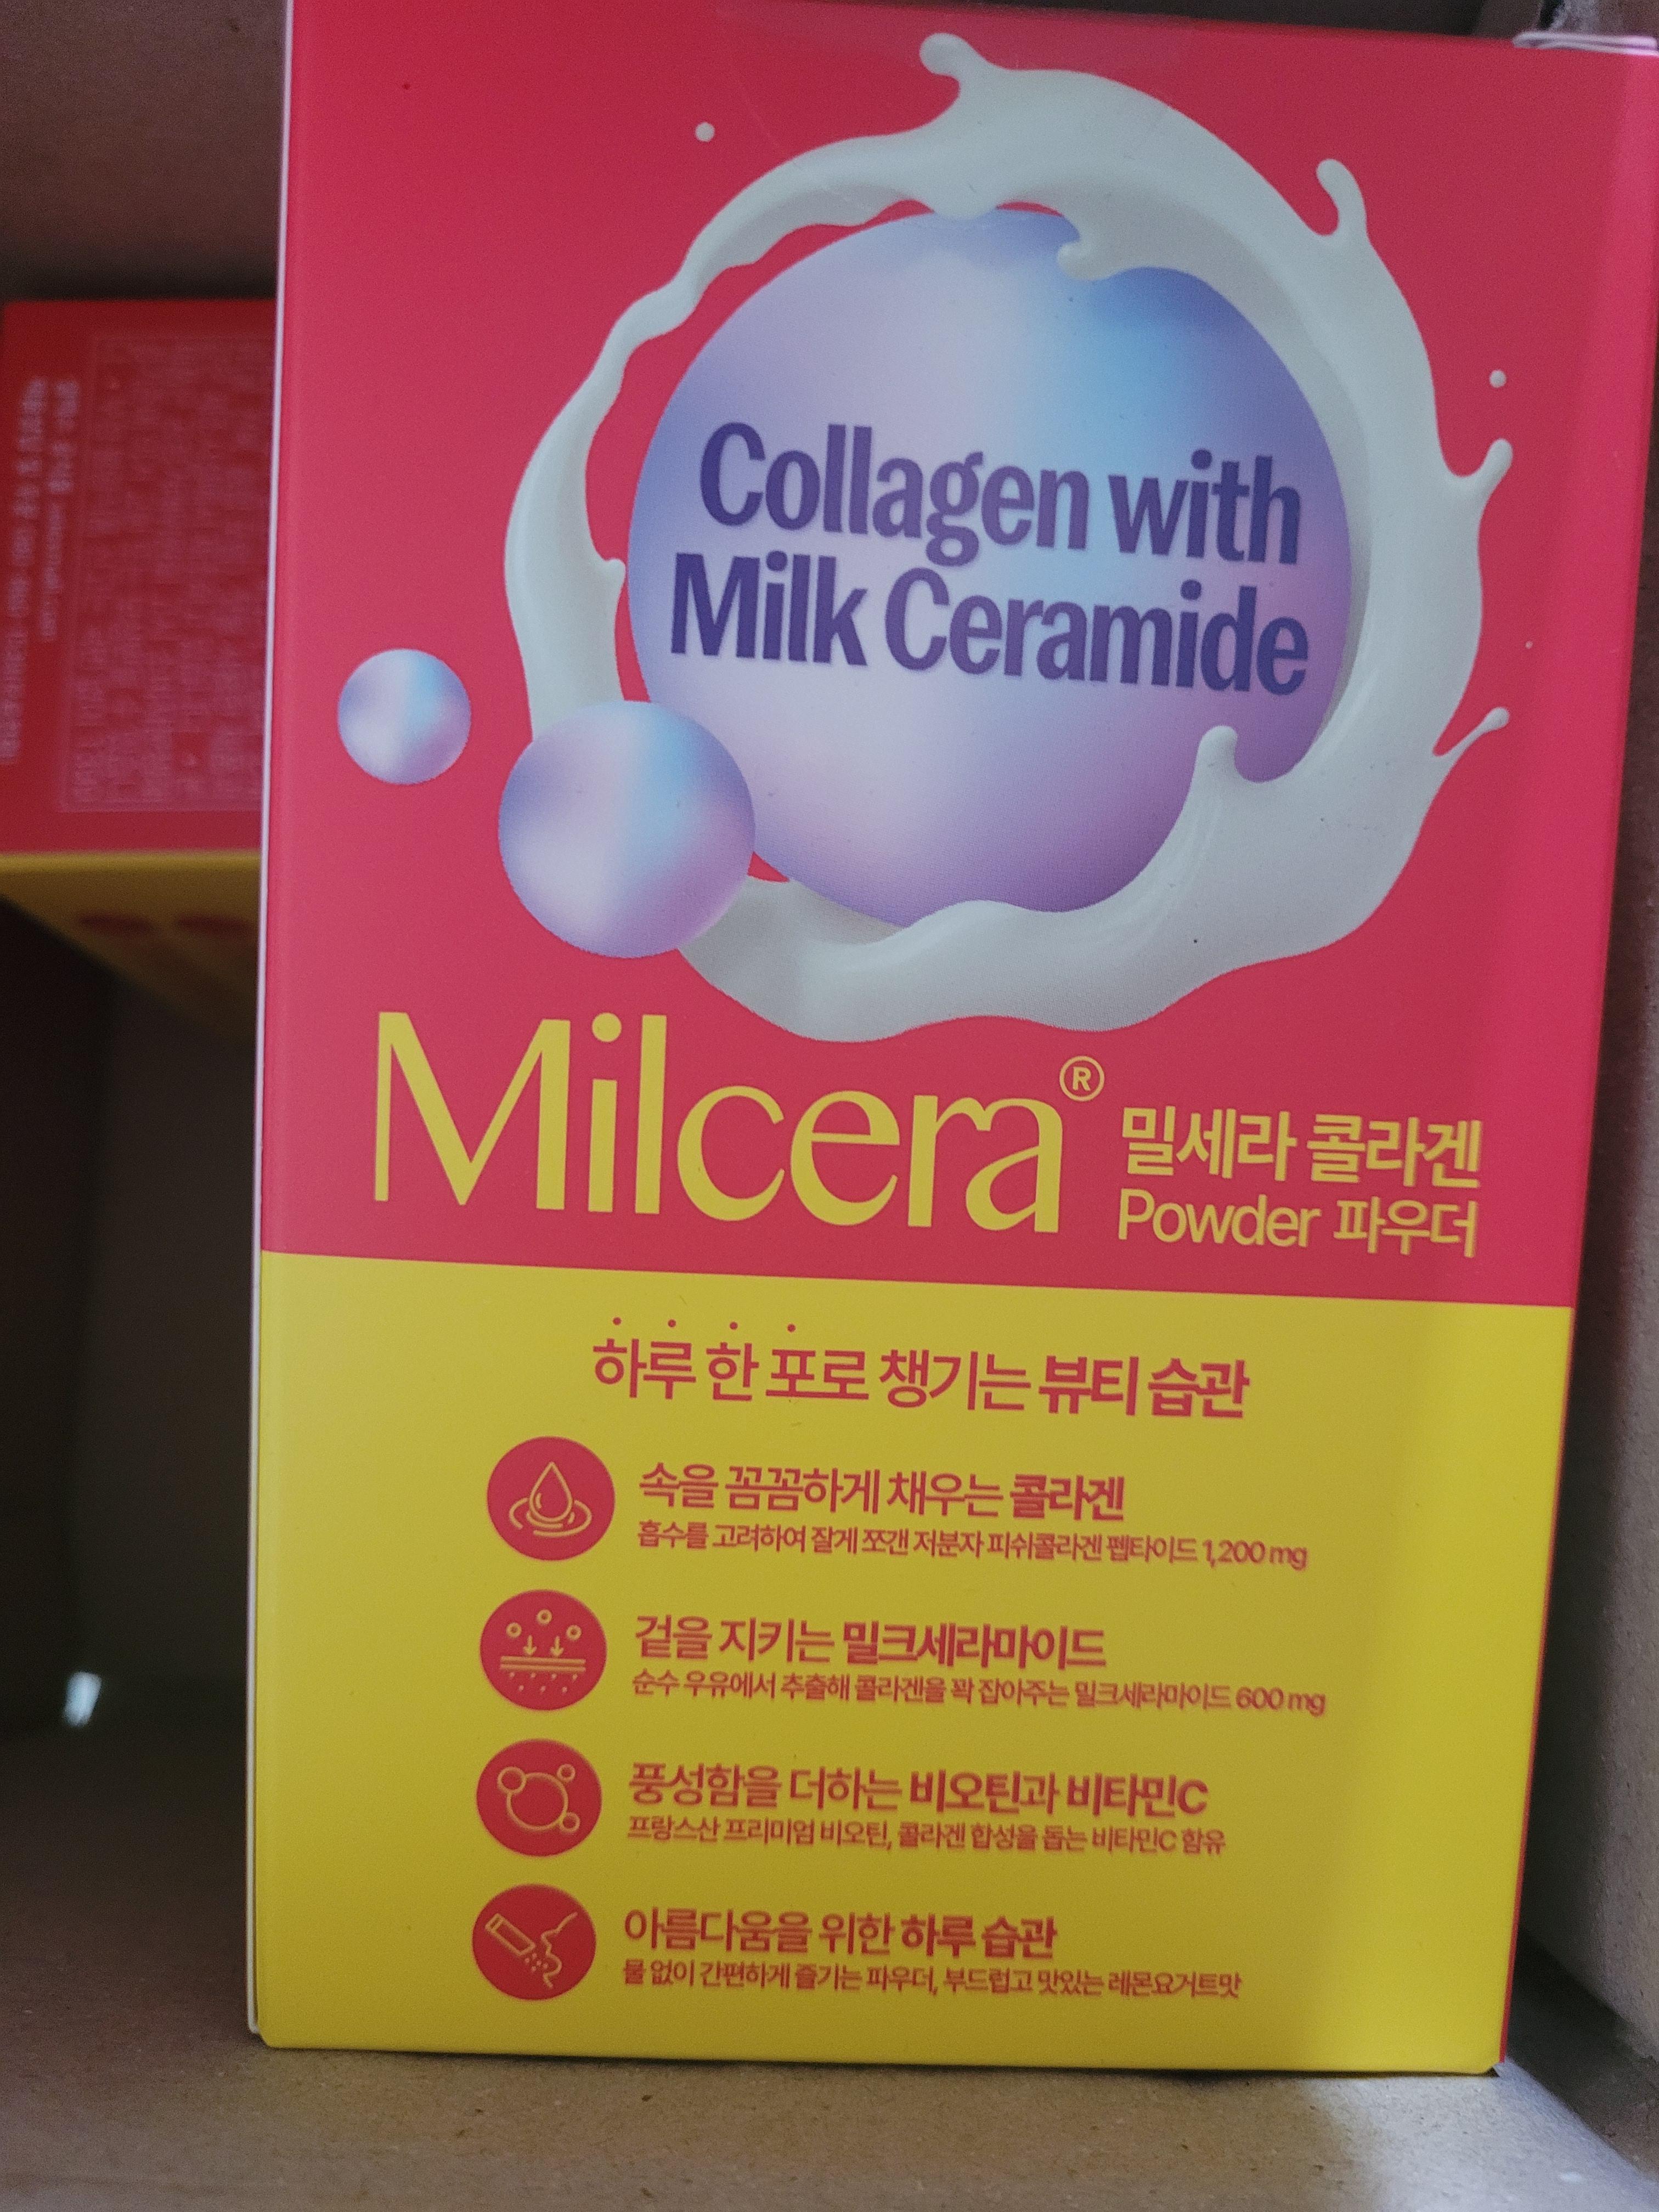 Collagen with
Milk Ceramide
Milcera®
밀세라 콜라겐
Powder 파우더
하루 한 포로 챙기는 뷰티 습관
속을 꼼꼼하게 채우는 콜라겐
흡수를 고려하여 잘게 쪼갠 저분자 피쉬콜라겐 펩타이드 1,200 mg
겉을 지키는 밀크세라마이드
순수 우유에서 추출해 콜라겐을 꽉 잡아주는 밀크세라마이드 600 mg
풍성함을 더하는 비오틴과 비타민C
프랑스산 프리미엄 비오틴, 콜라겐 합성을 돕는 비타민C 함유
아름다움을 위한 하루 습관
물 없이 간편하게 즐기는 파우더, 부드럽고 맛있는 레몬요거트맛